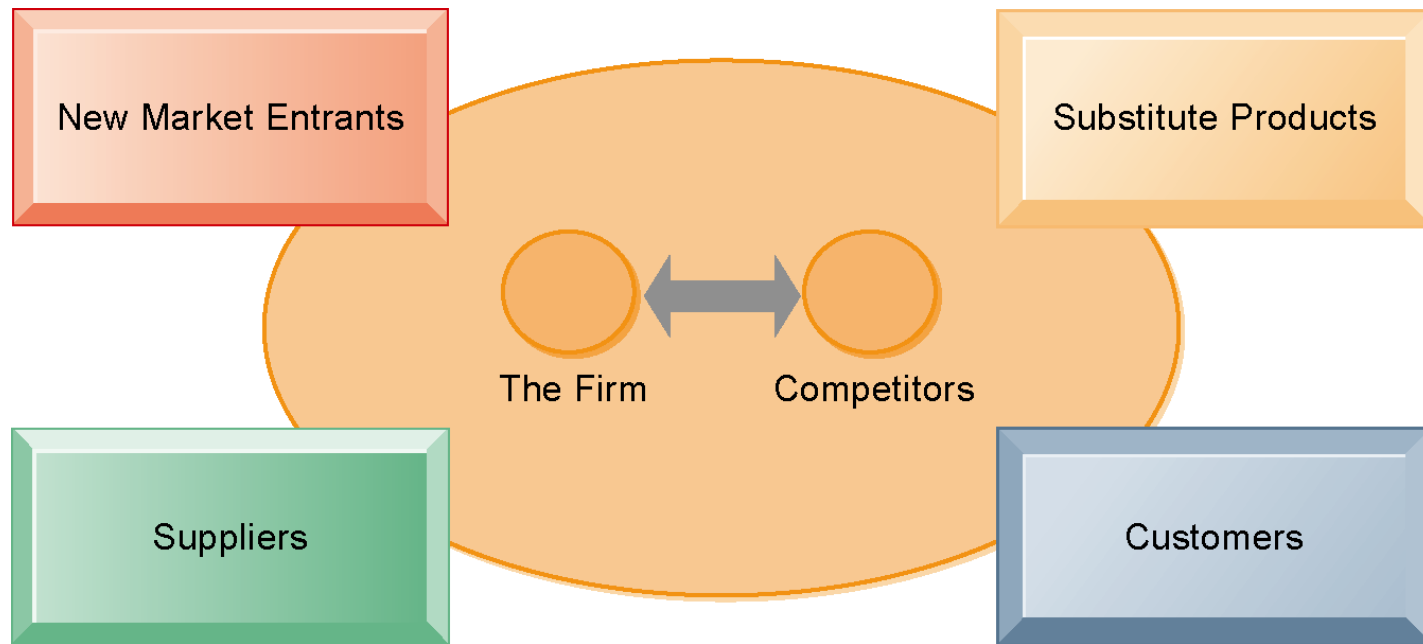 New Market Entrants
Substitute Products
The Firm
Competitors
Suppliers
Customers